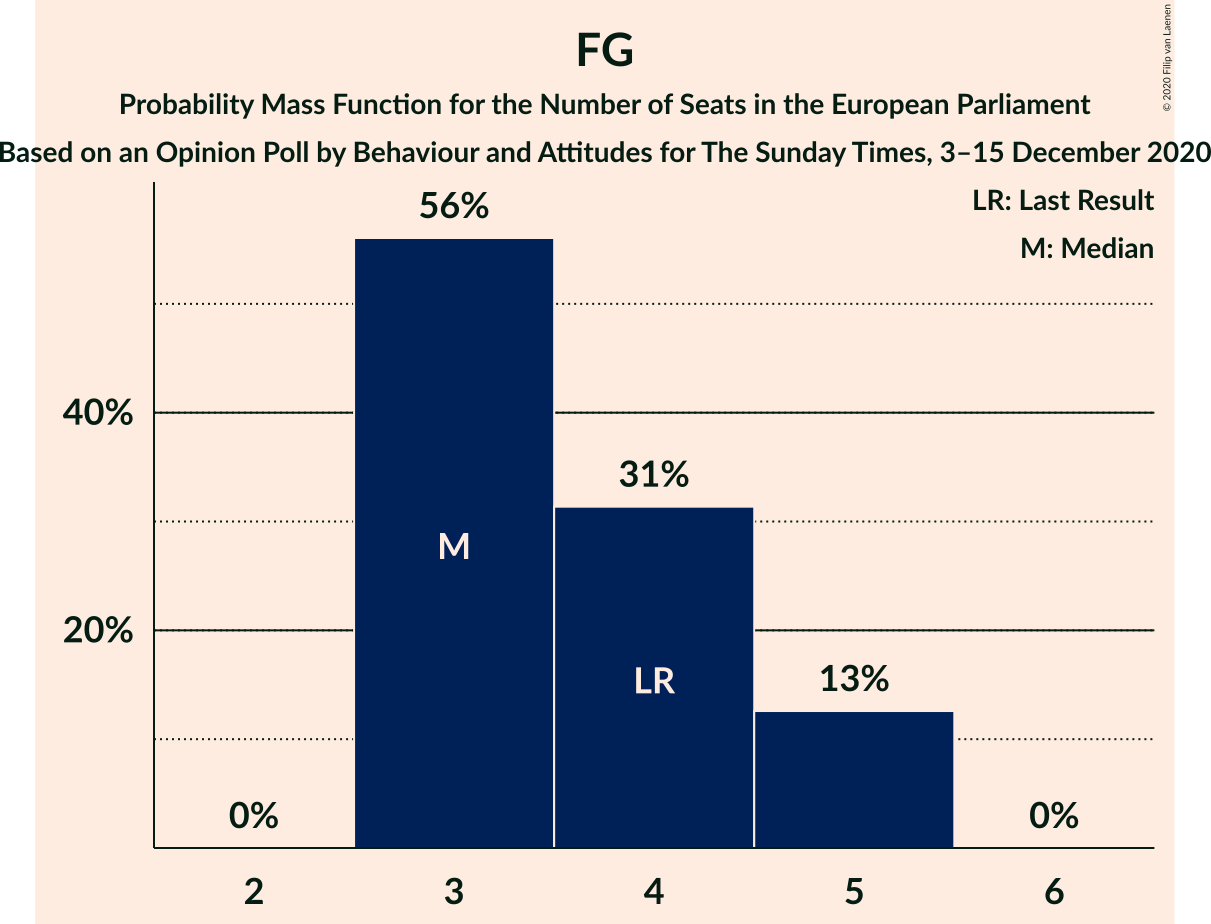 FG
Probability Mass Function for the Number of Seats in the European Parliament
Based on an Opinion Poll by Behaviour and Attitudes for The Sunday Times, 3–15 December 2020
© 2020 Filip van Laenen
LR: Last Result
M: Median
56%
40%
31%
M
20%
LR
13%
0%
0%
2
3
4
5
6